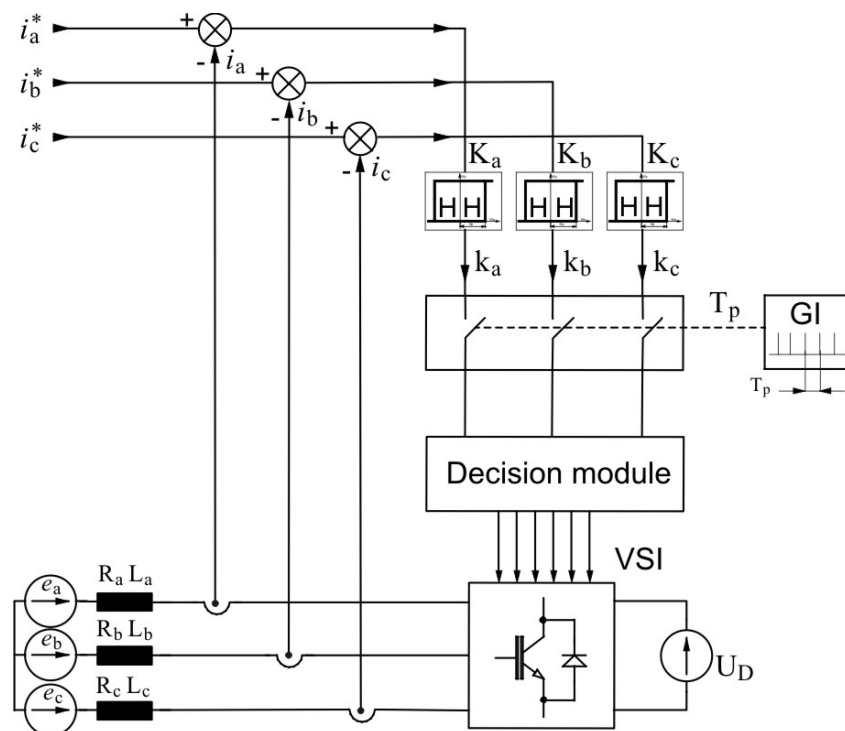 i*a + - ia
i*b + - ib
i*c + - ic
Ka Kb Kc
H H H H H H
ka kb kc
Tp
GI
Tp
Decision module
VSI
ea Ra La
eb Rb Lb
ec Rc Lc
UD